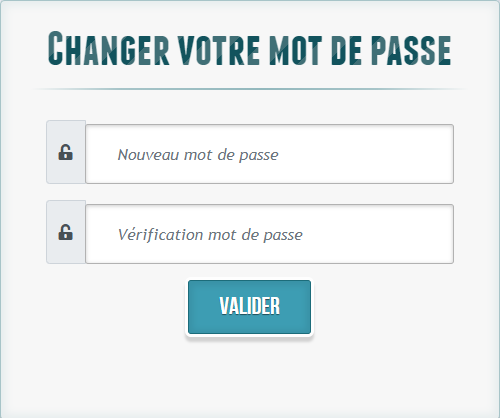 Changer votre mot de passe
Nouveau mot de passe
Vérification mot de passe
VALIDER